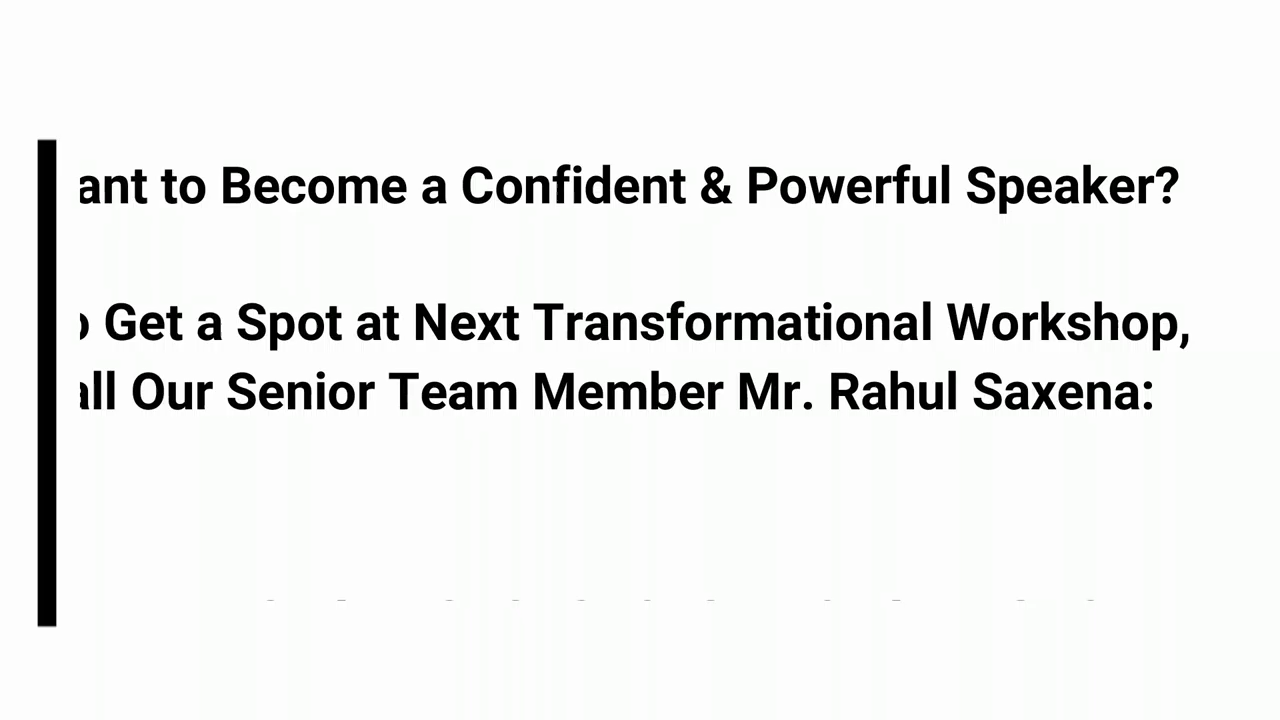 ant to Become a Confident & Powerful Speaker?
Get a Spot at Next Transformational Workshop,
all Our Senior Team Member Mr. Rahul Saxena: